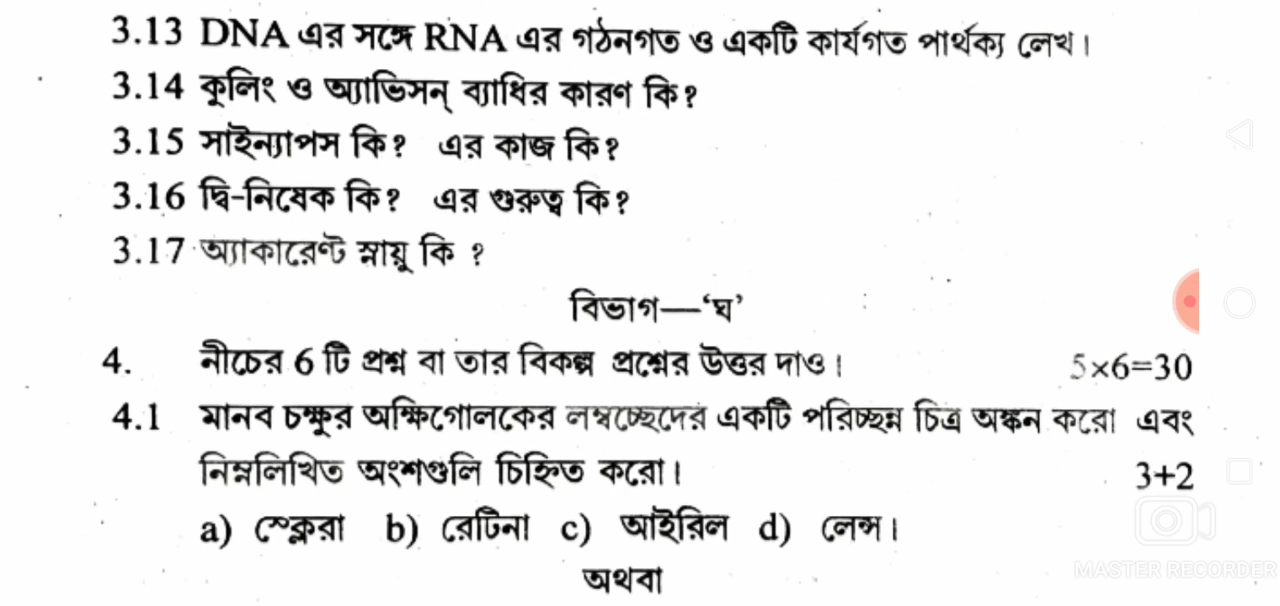 3.13 DNA এর সঙ্গে RNA এর গঠনগত ও একটি কার্যগত পার্থক্য লেখ।
3.14 কুলিং ও অ্যাভিসন্ ব্যাধির কারণ কি?
3.15 সাইন্যাপস কি? এর কাজ কি?
3.16 দ্বি-নিষেক কি? এর গুরুত্ব কি?
3.17 অ্যাকারেণ্ট স্নায়ু কি ?
বিভাগ—‘ঘ’
4. নীচের 6 টি প্রশ্ন বা তার বিকল্প প্রশ্নের উত্তর দাও। 5×6=30
4.1 মানব চক্ষুর অক্ষিগোলকের লম্বচ্ছেদের একটি পরিচ্ছন্ন চিত্র অঙ্কন করো এবং
নিম্নলিখিত অংশগুলি চিহ্নিত করো। 3+2
a) স্ক্লেরা b) রেটিনা c) আইরিল d) লেন্স।
অথবা
MASTER RECORDER